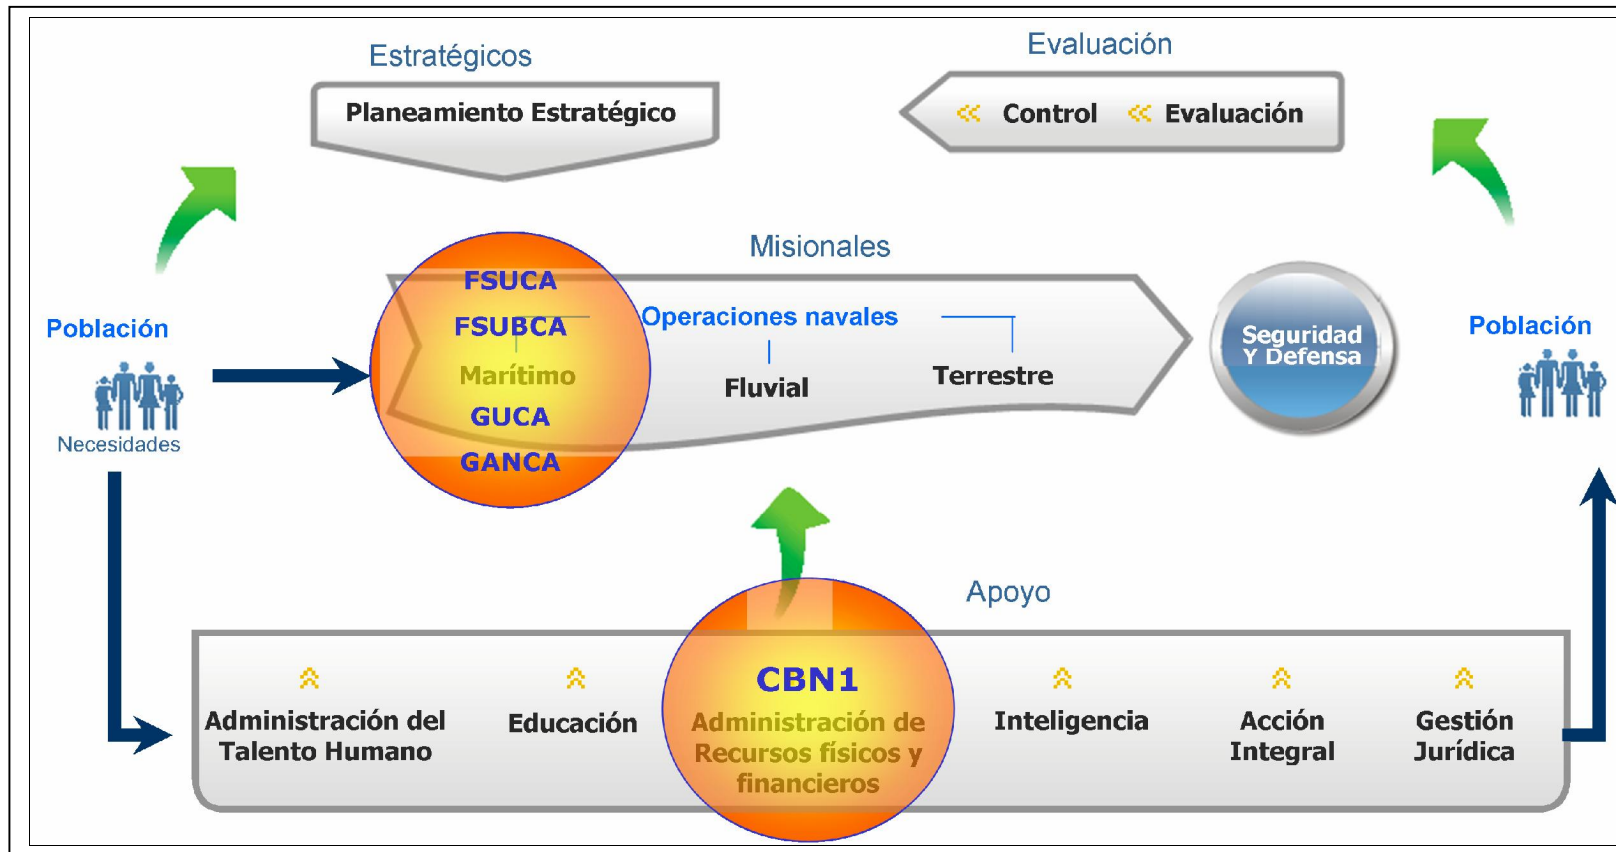 Estratégicos
Planeamiento Estratégico
Evaluación
Control
Evaluación
Misionales
FSUCA
FSUBCA
Operaciones navales
Marítimo
Fluvial
Terrestre
GUCA
GANCA
Seguridad
Y Defensa
Población
Necesidades
Población
Apoyo
Administración del
Talento Humano
Educación
CBN1
Administración de
Recursos físicos y
financieros
Inteligencia
Acción
Integral
Gestión
Jurídica